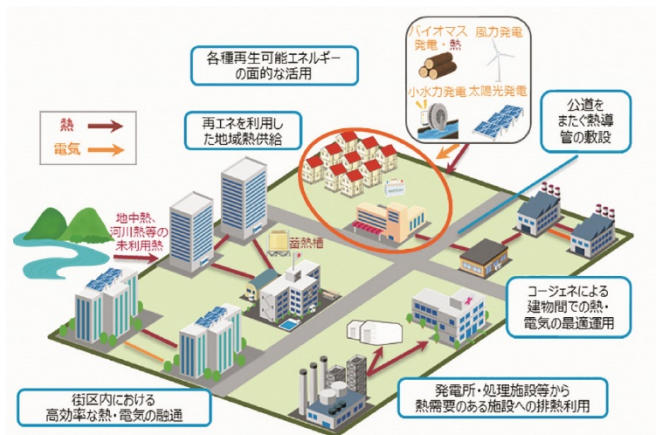 各種再生可能エネルギー
の面的な活用
バイオマス
発電・熱
風力発電
小水力発電
太陽光発電
公道を
またぐ熱導
管の敷設
熱
電気
再エネを利用し
た地域熱供給
地中熱、
河川熱等の
未利用熱
蓄熱槽
コージェネによる
建物間での熱・
電気の最適運用
街区内における
高効率な熱・電気の融通
発電所・処理施設等から
熱需要のある施設への排熱利用